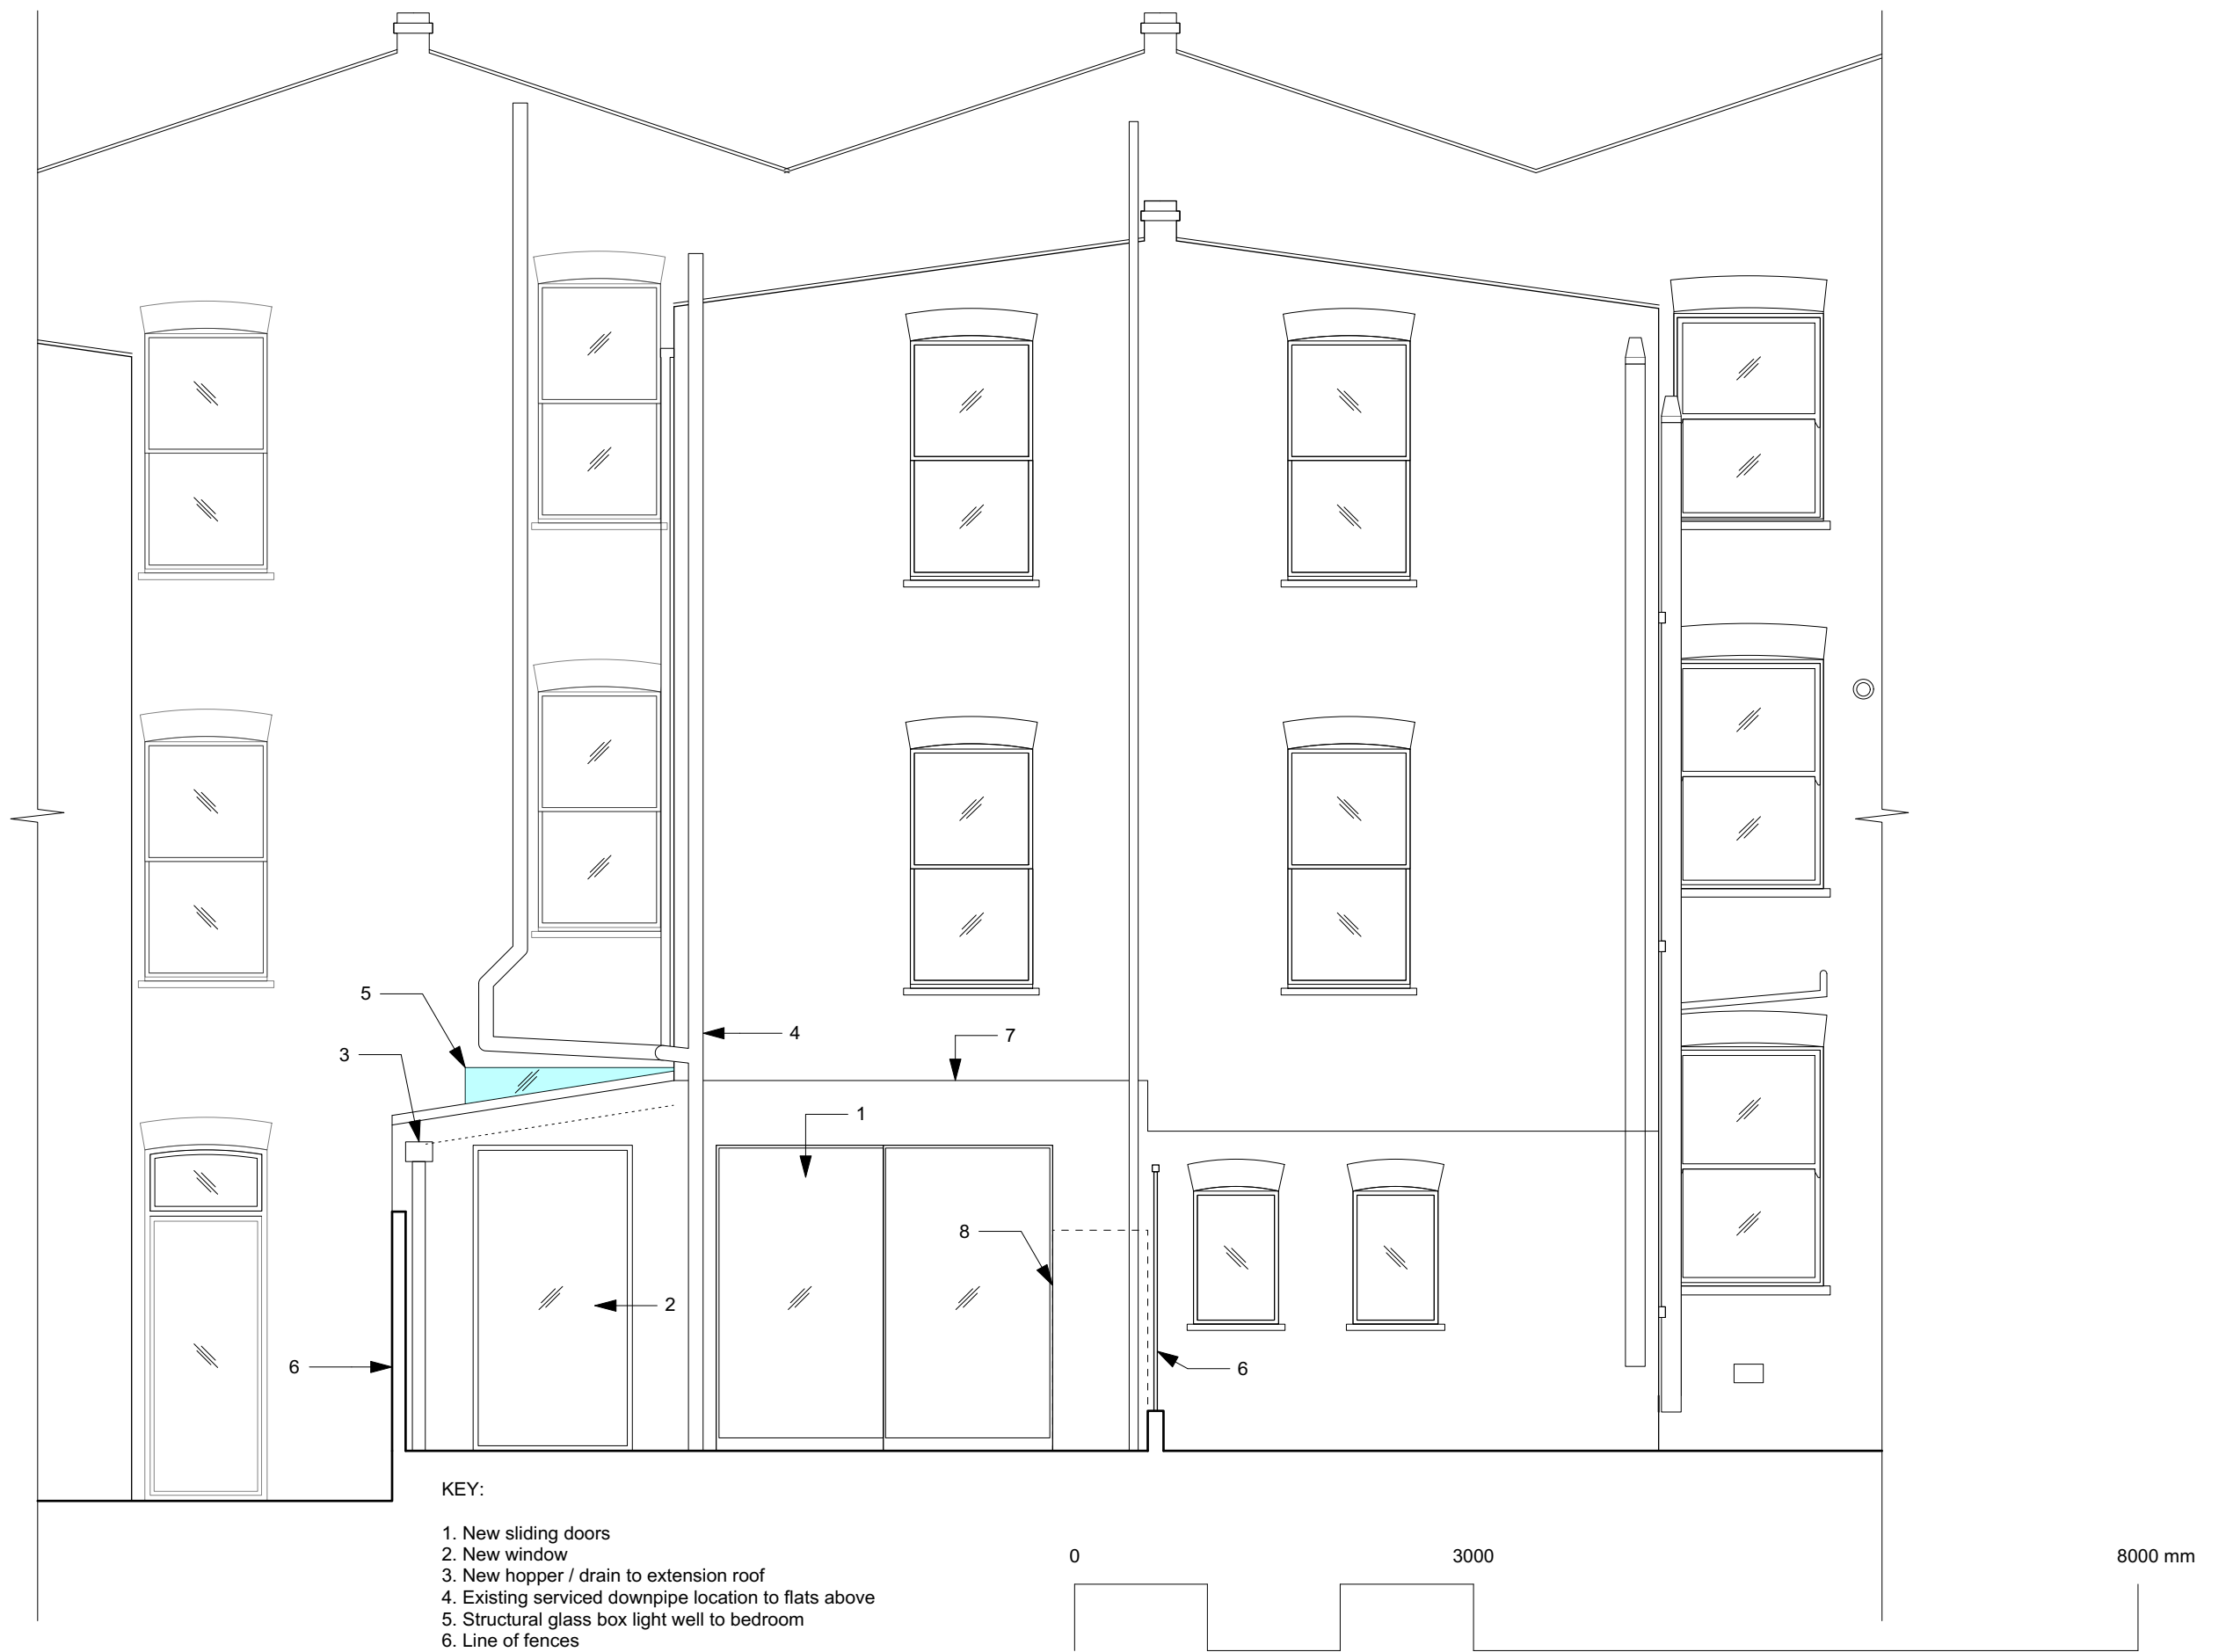 5
3
4
7
1
8
2
6
6
KEY:
1. New sliding doors
2. New window
3. New hopper / drain to extension roof
4. Existing serviced downpipe location to flats above
5. Structural glass box light well to bedroom
6. Line of fences
0 3000 8000 mm